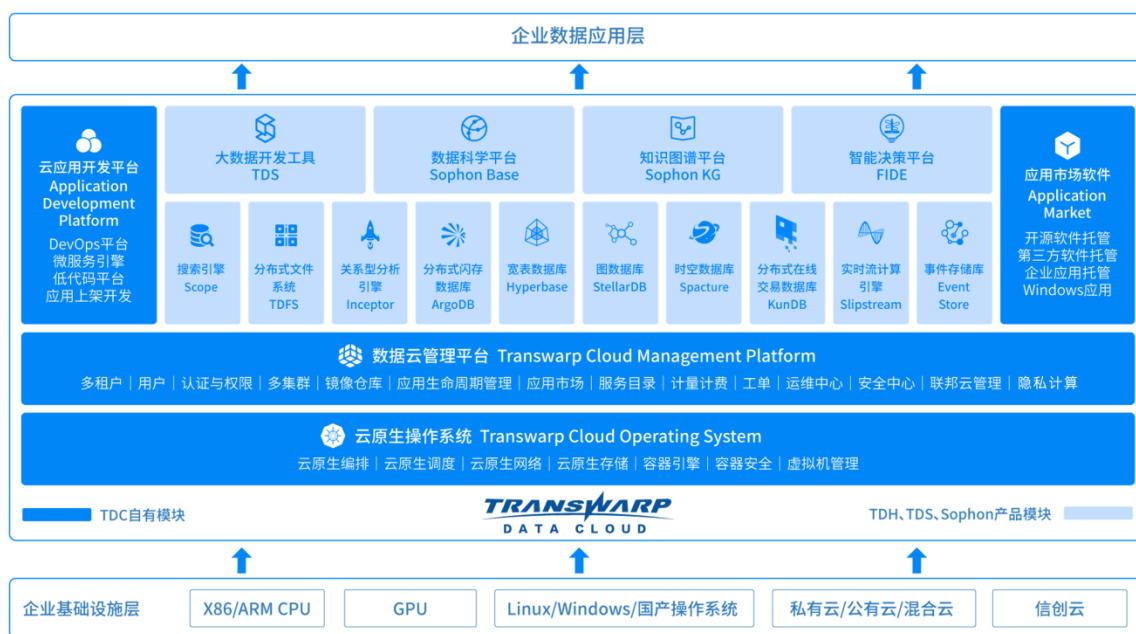 企业数据应用层
云应用开发平台
Application
Development
Platform
DevOps平台
微服务引擎
低代码平台
应用上架开发
大数据开发工具
TDS
数据科学平台
Sophon Base
知识图谱平台
Sophon KG
智能决策平台
FIDE
搜索引擎
Scope
分布式文件
系统
TDFS
关系型分析
引擎
Inceptor
分布式闪存
数据库
ArgoDB
宽表数据库
Hyperbase
图数据库
StellarDB
时空数据库
Spacture
分布式在线
交易数据库
KunDB
实时流计算
引擎
Slipstream
事件存储库
Event
Store
应用市场软件
Application
Market
开源软件托管
第三方软件托管
企业应用托管
Windows应用
数据云管理平台 Transwarp Cloud Management Platform
多租户|用户|认证与权限|多集群|镜像仓库|应用生命周期管理|应用市场|服务目录|计量计费|工单|运维中心|安全中心|联邦云管理|隐私计算
云原生操作系统 Transwarp Cloud Operating System
云原生编排|云原生调度|云原生网络|云原生存储|容器引擎|容器安全|虚拟机管理
TDC自有模块
TRANSWARP
DATA CLOUD
TDH、TDS、Sophon产品模块
企业基础设施层
X86/ARM CPU
GPU
Linux/Windows/国产操作系统
私有云/公有云/混合云
信创云